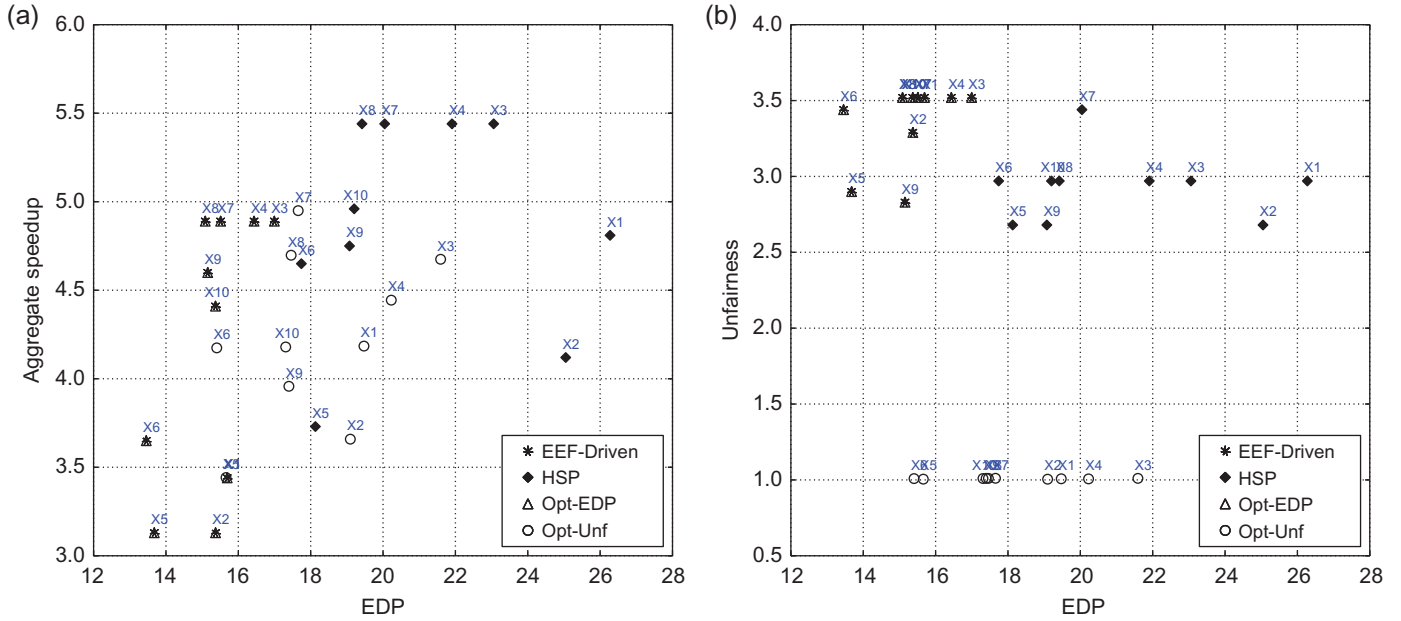 (a)
6.0
5.5
5.0
4.5
4.0
3.5
3.0
Aggregate speedup
12 14 16 18 20 22 24 26 28
EDP
X8 X7 X4 X3
X8 X7 X4 X3 X7 X10
X1
X9 X8 X6 X9 X3
X10 X4
X6 X10 X1 X2
X9
X6 X5 X2
X5 X2
EEF-Driven
HSP
Opt-EDP
Opt-Unf
(b)
4.0
3.5
3.0
2.5
2.0
1.5
1.0
0.5
Unfairness
12 14 16 18 20 22 24 26 28
EDP
X6 X4 X3 X7
X2
X5 X9 X6 X4 X3 X1
X5 X9 X2
X2 X1 X4 X3
EEF-Driven
HSP
Opt-EDP
Opt-Unf